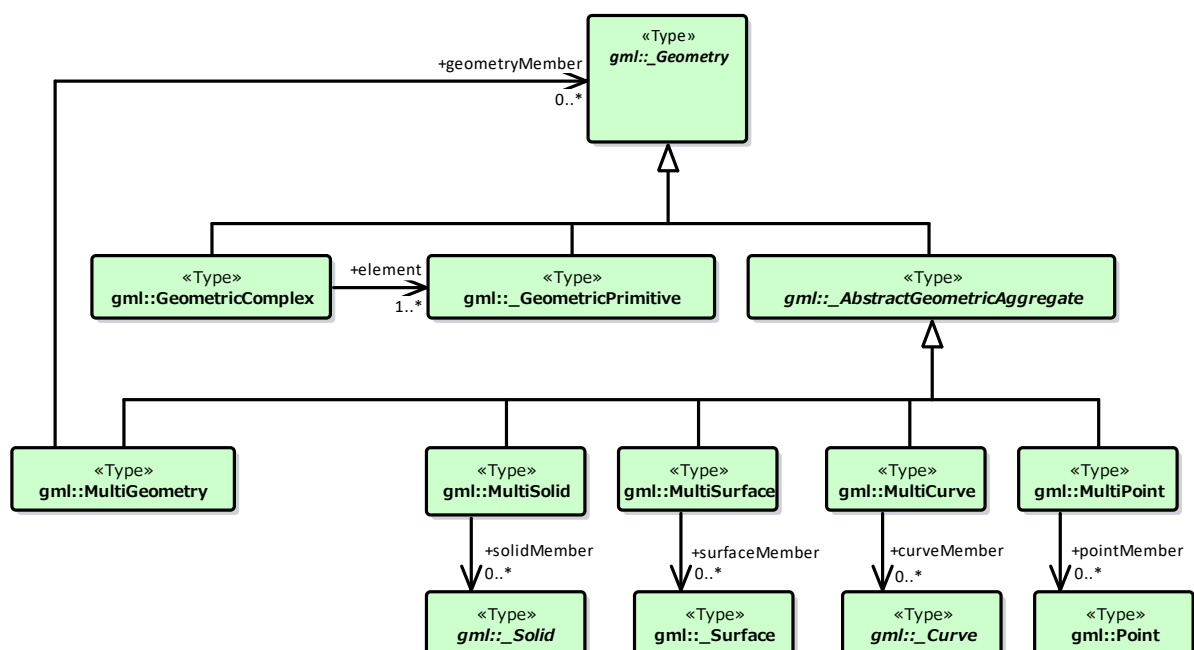 «Type»
gml::_Geometry
+geometryMember
0..*
«Type»
gml::GeometricComplex
+element
1..*
«Type»
gml::_GeometricPrimitive
«Type»
gml::_AbstractGeometricAggregate
«Type»
gml::MultiGeometry
«Type»
gml::MultiSolid
«Type»
gml::MultiSurface
«Type»
gml::MultiCurve
«Type»
gml::MultiPoint
+solidMember
0..*
+surfaceMember
0..*
+curveMember
0..*
+pointMember
0..*
«Type»
gml::_Solid
«Type»
gml::_Surface
«Type»
gml::_Curve
«Type»
gml::Point